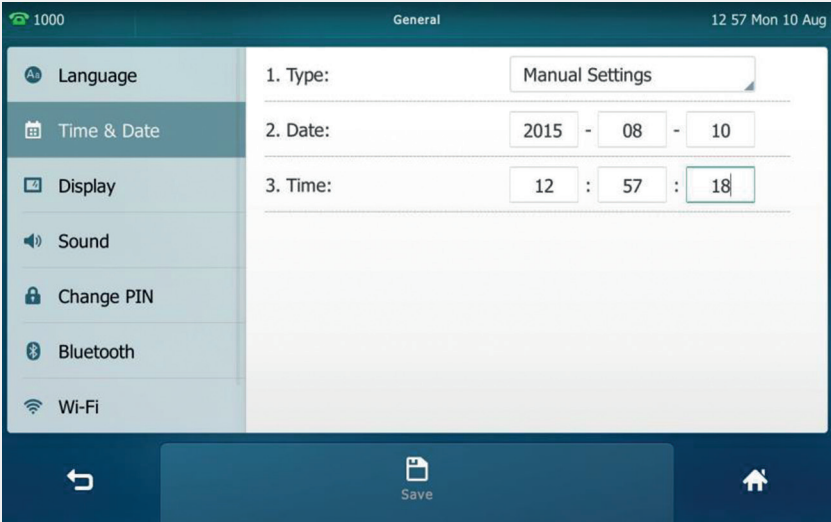 1000 General 12 57 Mon 10 Aug
Language
Time & Date
Display
Sound
Change PIN
Bluetooth
Wi-Fi
1. Type: Manual Settings
2. Date: 2015 - 08 - 10
3. Time: 12 : 57 : 18
Save